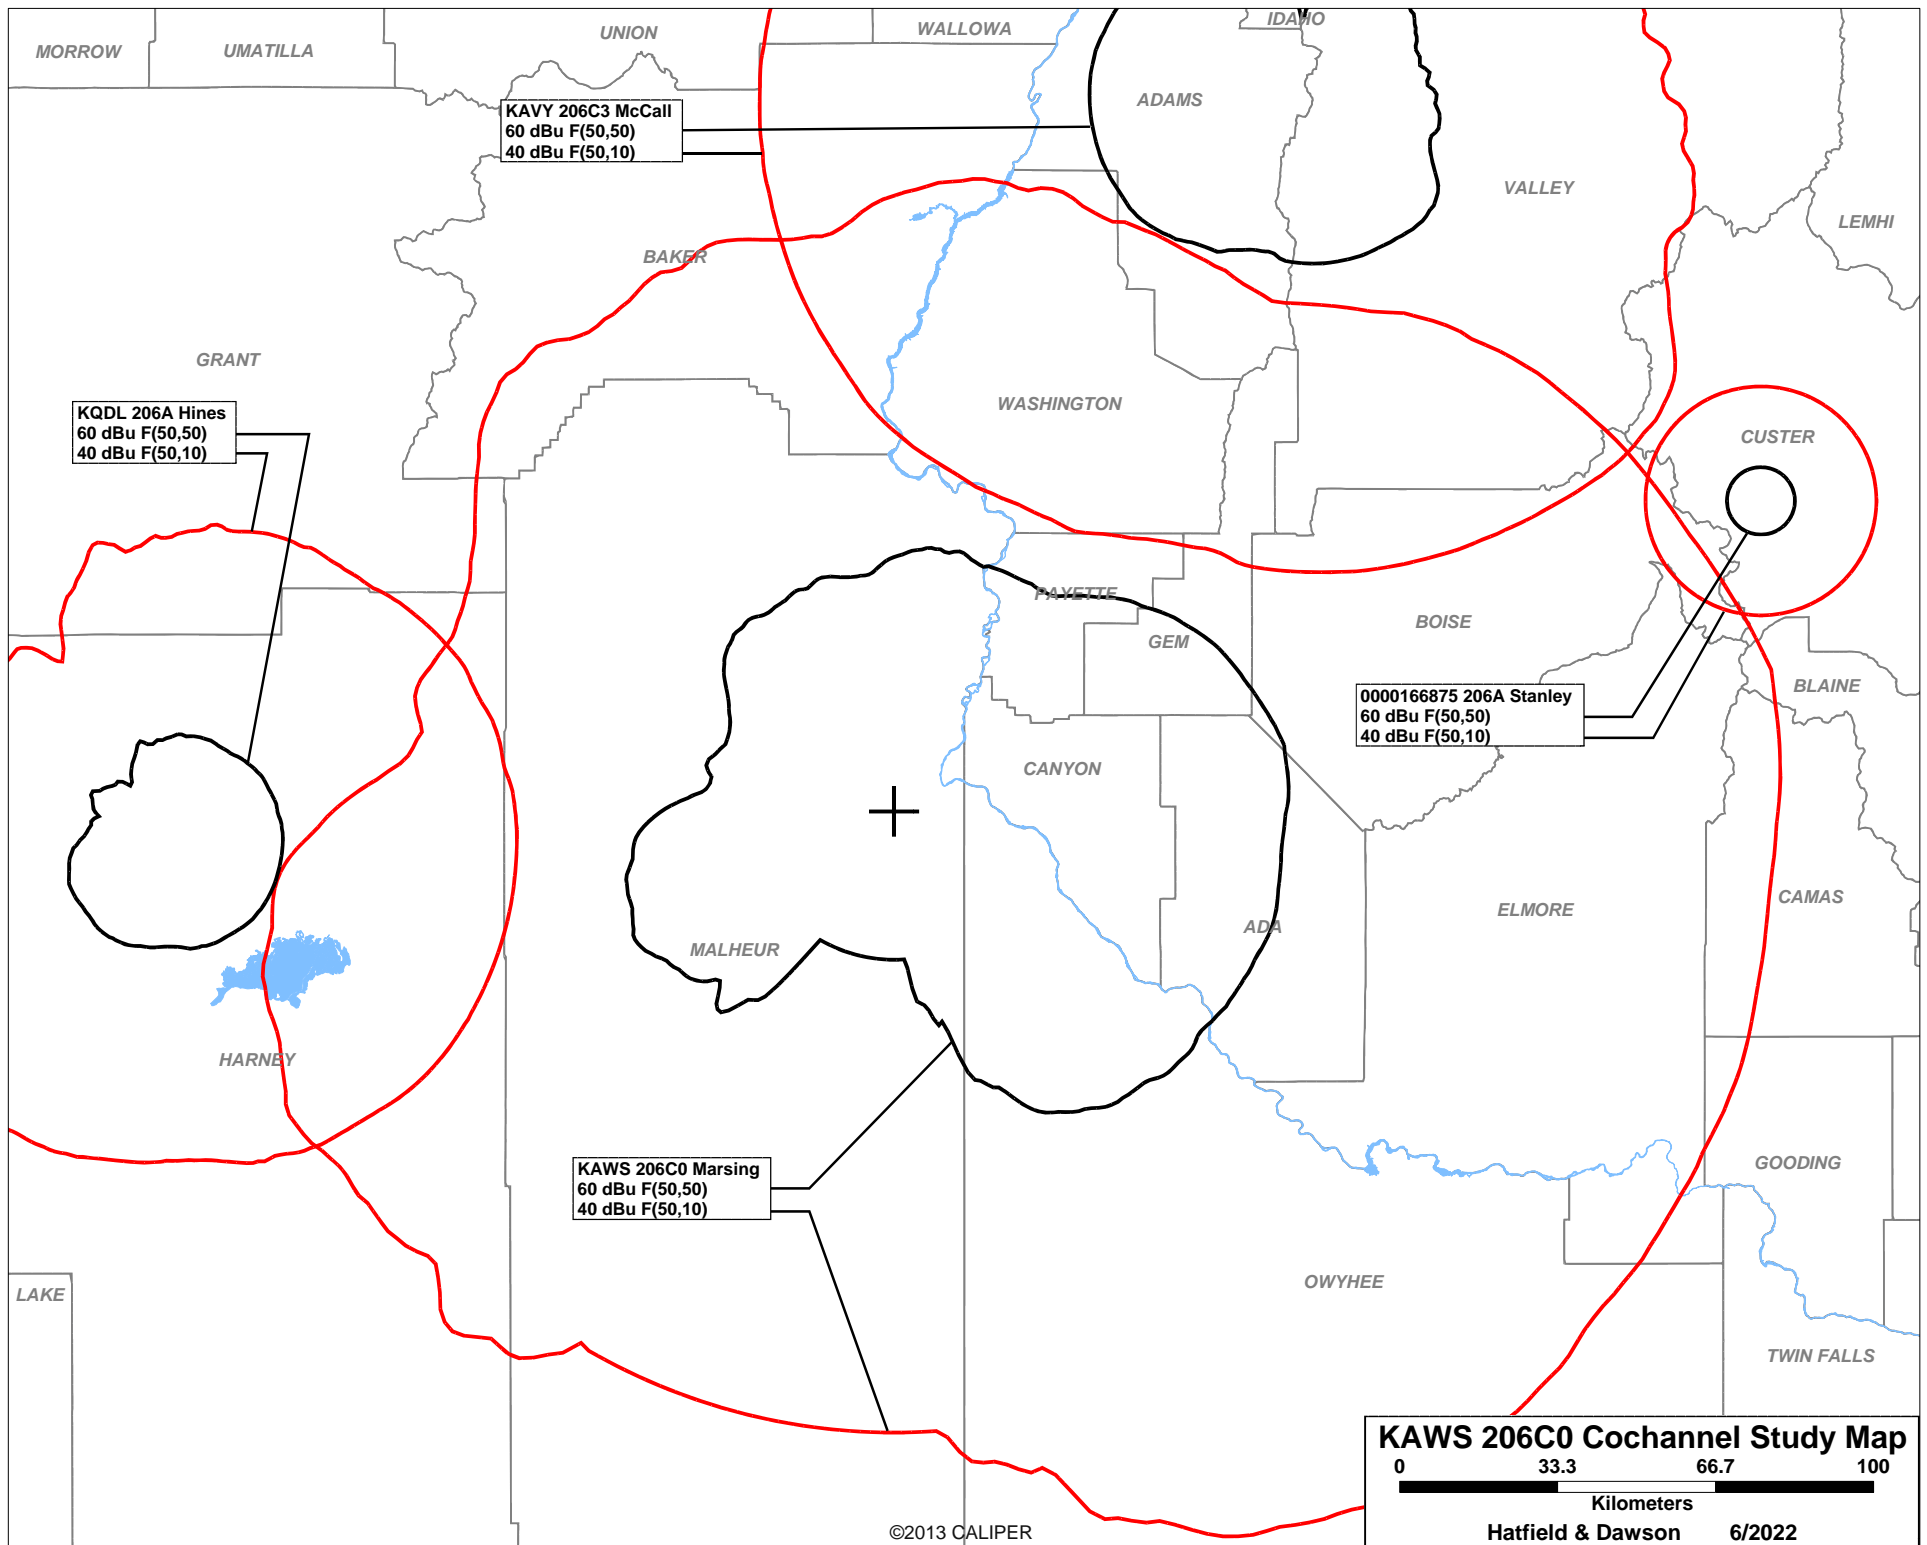 IDAHO
WALLOWA
UNION
MORROW
UMATILLA
ADAMS
KAVY 206C3 McCall
60 dBu F(50,50)
40 dBu F(50,10)
VALLEY
LEMHI
BAKER
GRANT
WASHINGTON
KQDL 206A Hines
60 dBu F(50,50)
40 dBu F(50,10)
CUSTER
PAYETTE
BOISE
GEM
0000166875 206A Stanley
60 dBu F(50,50)
40 dBu F(50,10)
BLAINE
CANYON
CAMAS
ELMORE
ADA
MALHEUR
HARNEY
KAWS 206C0 Marsing
60 dBu F(50,50)
40 dBu F(50,10)
GOODING
OWYHEE
LAKE
TWIN FALLS
KAWS 206C0 Cochannel Study Map
0 33.3 66.7 100
Kilometers
Hatfield & Dawson 6/2022
©2013 CALIPER